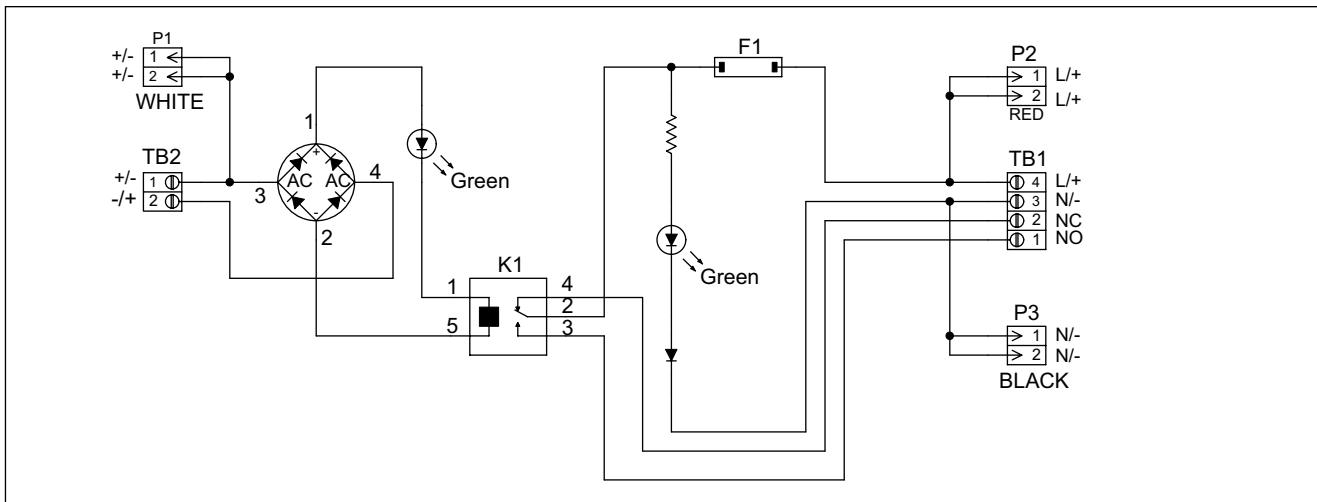 P1
+/- 1
+/- 2
WHITE
TB2
+/- 1
-/+ 2
1
+
3 AC AC 4
-
2
Green
K1
1 4
2
5 3
F1
Green
P2
1 L/+
2 L/+
RED
TB1
4 L/+
3 N/-
2 NC
1 NO
P3
1 N/-
2 N/-
BLACK